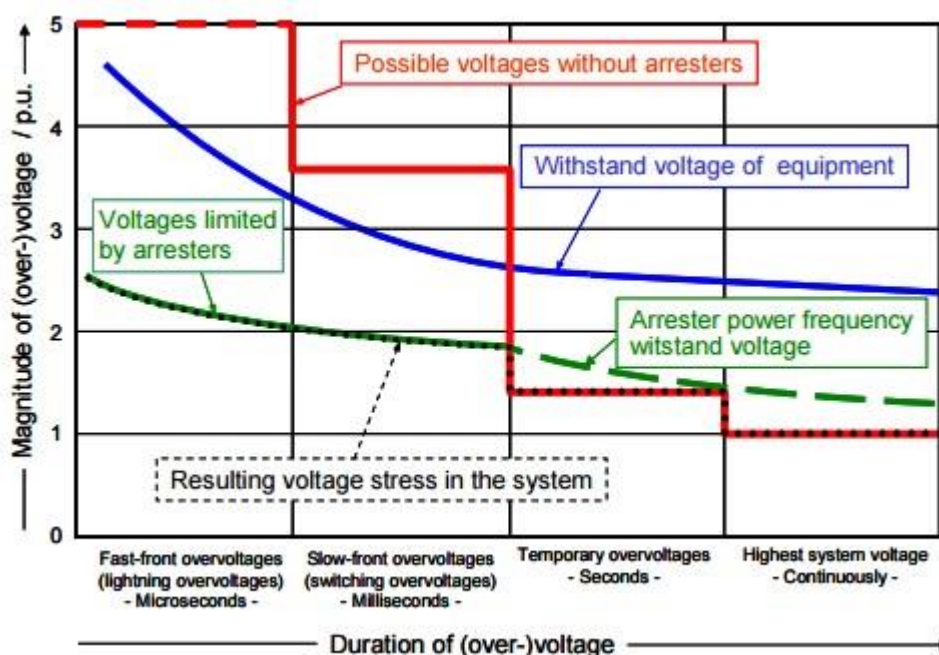 Magnitude of (over-)voltage / p.u.
5
4
3
2
1
0
Possible voltages without arresters
Withstand voltage of equipment
Voltages limited
by arresters
Arrester power frequency
witstand voltage
Resulting voltage stress in the system
Fast-front overvoltages
(lightning overvoltages)
- Microseconds -
Slow-front overvoltages
(switching overvoltages)
- Milliseconds -
Temporary overvoltages
- Seconds -
Highest system voltage
- Continuously -
Duration of (over-)voltage